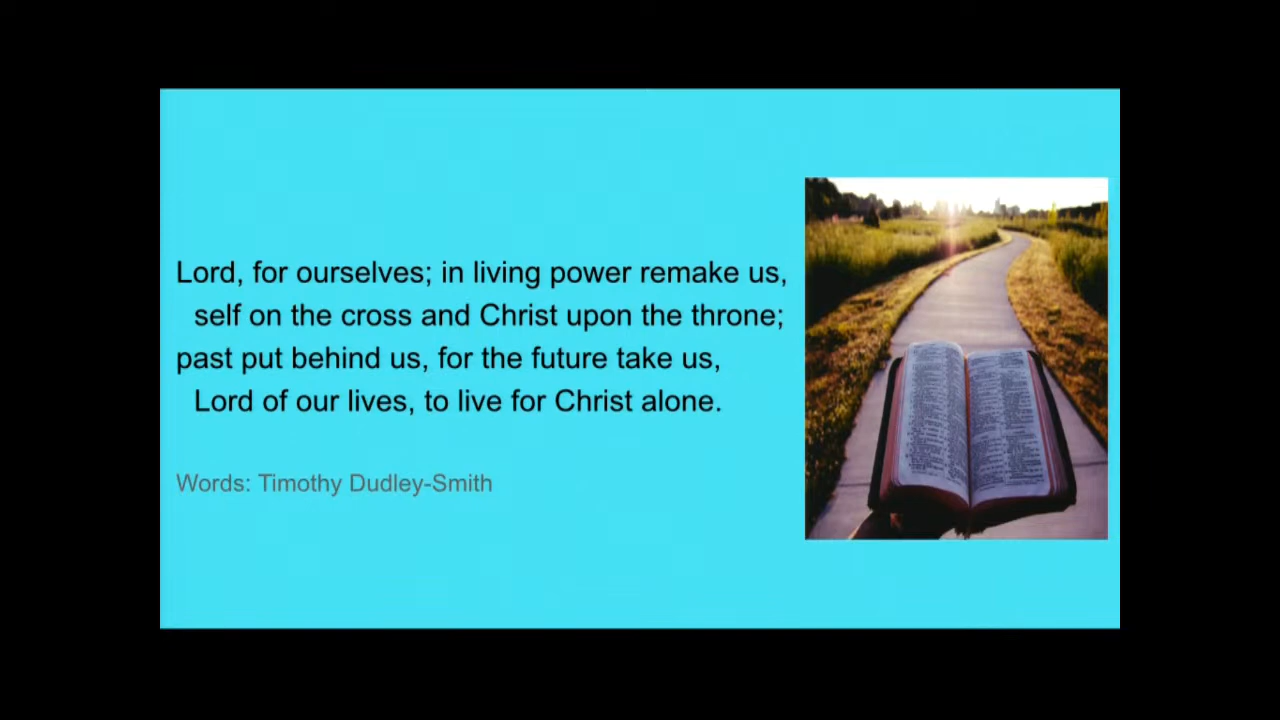 Lord, for ourselves; in living power remake us,
self on the cross and Christ upon the throne;
past put behind us, for the future take us,
Lord of our lives, to live for Christ alone.
Words: Timothy Dudley-Smith